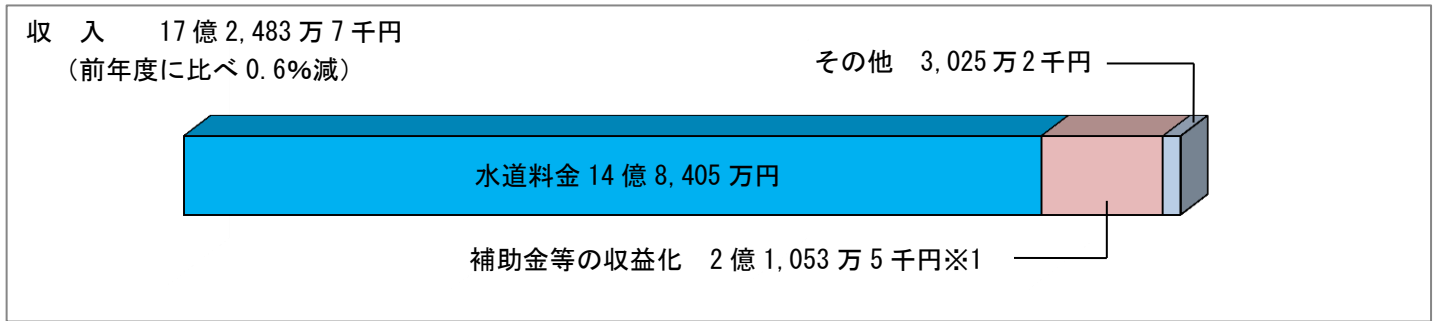 収　入　　17億2,483万7千円
（前年度に比べ0.6%減）
その他　3,025万2千円
水道料金14億8,405万円
補助金等の収益化　2億1,053万5千円※1